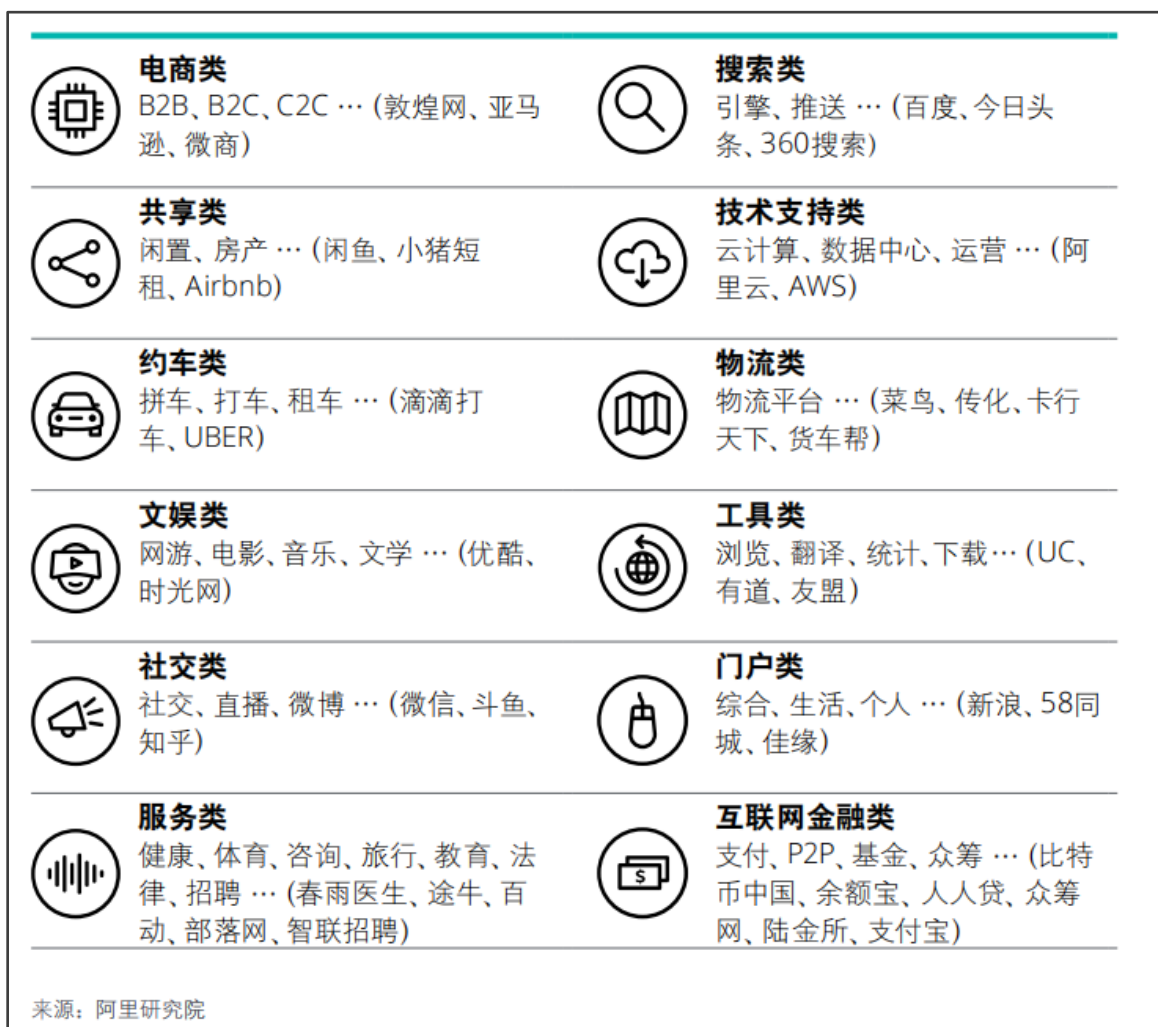 电商类
B2B、B2C、C2C … (敦煌网、亚马
逊、微商)
搜索类
引擎、推送 … (百度、今日头
条、360搜索)
共享类
闲置、房产 … (闲鱼、小猪短
租、Airbnb)
技术支持类
云计算、数据中心、运营 … (阿
里云、AWS)
约车类
拼车、打车、租车 … (滴滴打
车、UBER)
物流类
物流平台 … (菜鸟、传化、卡行
天下、货车帮)
文娱类
网游、电影、音乐、文学 … (优酷、
时光网)
工具类
浏览、翻译、统计、下载… (UC、
有道、友盟)
社交类
社交、直播、微博 … (微信、斗鱼、
知乎)
门户类
综合、生活、个人 … (新浪、58同
城、佳缘)
服务类
健康、体育、咨询、旅行、教育、法
律、招聘 … (春雨医生、途牛、百
动、部落网、智联招聘)
互联网金融类
支付、P2P、基金、众筹 … (比特
币中国、余额宝、人人贷、众筹
网、陆金所、支付宝)
来源：阿里研究院